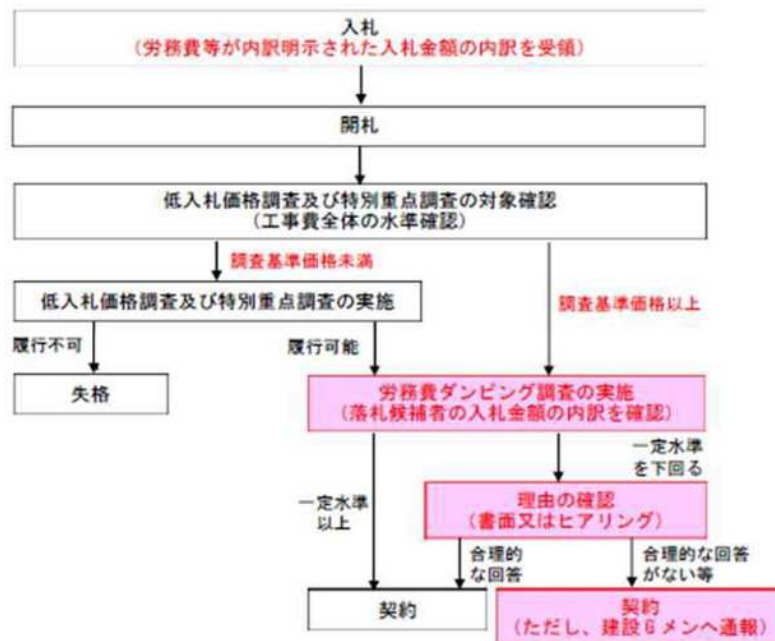 入札
（労務費等が内訳明示された入札金額の内訳を受領）
開札
低入札価格調査及び特別重点調査の対象確認
（工事費全体の水準確認）
調査基準価格未満
低入札価格調査及び特別重点調査の実施
調査基準価格以上
履行不可
履行可能
失格
労務費ダンピング調査の実施
（落札候補者の入札金額の内訳を確認）
一定水準
を下回る
一定水準
以上
理由の確認
（書面又はヒアリング）
合理的
な回答
合理的な回答
がない等
契約
契約
（ただし、建設Gメンへ通報）